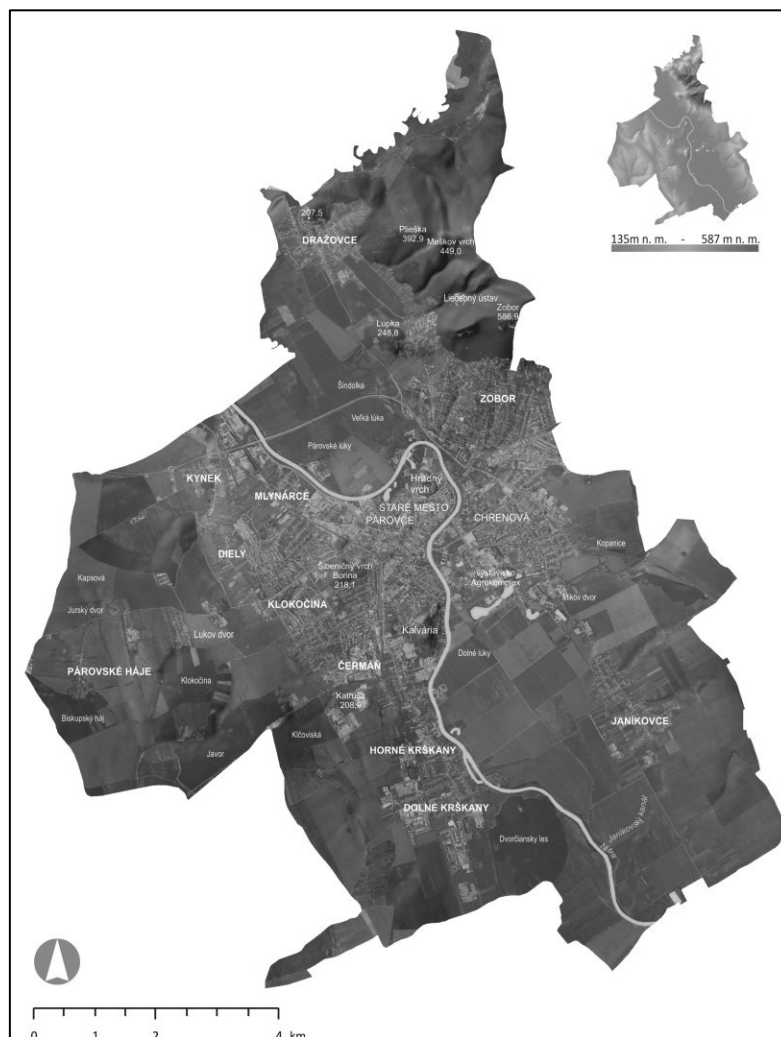 207,5
DRAŽOVCE
Plieška
392,9
Meškov vrch
449,0
135m n. m. - 587 m n. m.
Liečebný ústav
Zobor
586,9
Lupka
248,8
Šindolka
ZOBOR
Veľká lúka
Párovské lúky
KYNEK
MLYNÁRCE
Hradný
vrch
STARÉ MESTO
PÁROVCE
CHRENOVÁ
DIELY
Kopanice
Šibeničný vrch
Borina
218,1
výstavisko
Agrokomplex
Kapsová
Mikov dvor
KLOKOČINA
Jurský dvor
Lukov dvor
Kalvária
Dolné lúky
PÁROVSKÉ HÁJE
ČERMÁŇ
Klokočina
Katruša
208,9
Biskupský háj
JANÍKOVCE
Klčoviská
HORNÉ KRŠKANY
Javor
DOLNÉ KRŠKANY
Dvorčiansky les
Janíkovský kanál
Nitra
0 1 2 4 km